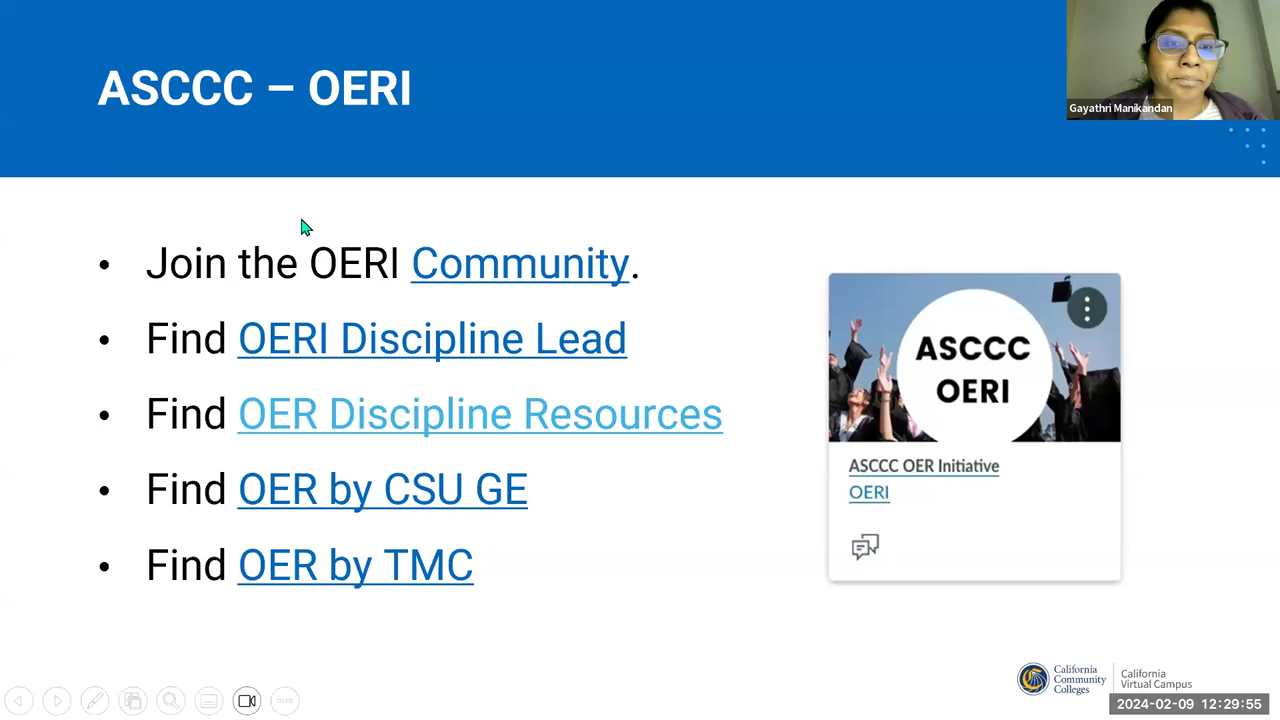 ASCCC – OERI
Gayathri Manikandan
• Join the OERI Community.
• Find OERI Discipline Lead
• Find OER Discipline Resources
• Find OER by CSU GE
• Find OER by TMC
ASCCC
OERI
ASCCC OER Initiative
OERI
California
Community
Colleges
California
Virtual Campus
2024-02-09 12:29:55